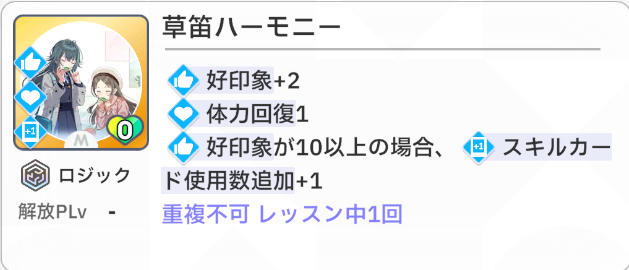 草笛ハーモニー
好印象+2
体力回復1
好印象が10以上の場合、 +1 スキルカー
ド使用数追加+1
重複不可 レッスン中1回
+1
0
M
ロジック
解放PLv -